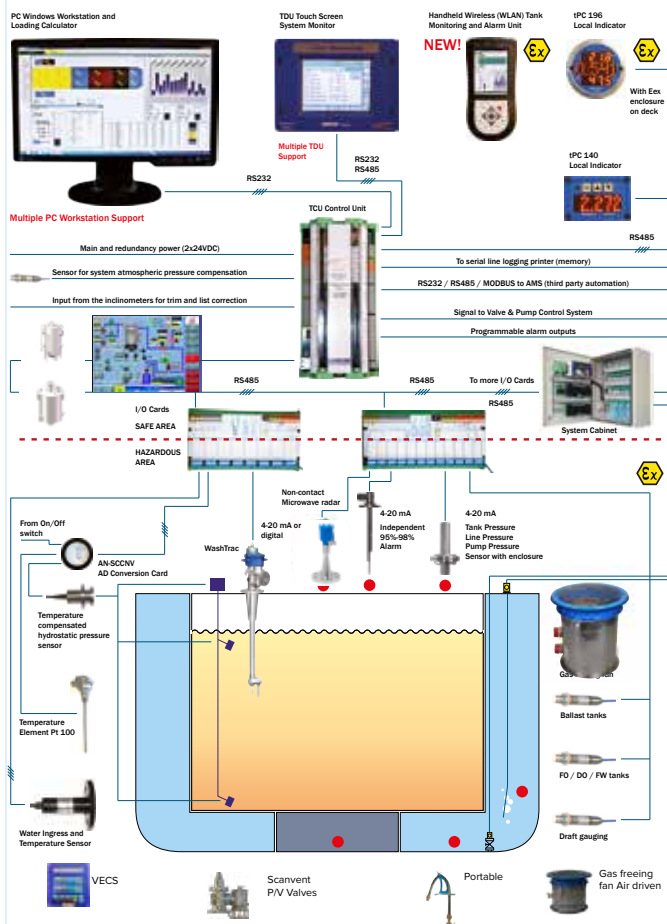 PC Windows Workstation and
Loading Calculator
TDU Touch Screen
System Monitor
Handheld Wireless (WLAN) Tank
Monitoring and Alarm Unit
NEW!
tPC 196
Local Indicator
With Eex
enclosure
on deck
Multiple TDU
Support
RS232
RS232
RS485
tPC 140
Local Indicator
2.272
Multiple PC Workstation Support
TCU Control Unit
RS485
Main and redundancy power (2x24VDC)
To serial line logging printer (memory)
Sensor for system atmospheric pressure compensation
RS232 / RS485 / MODBUS to AMS (third party automation)
Input from the inclinometers for trim and list correction
Signal to Valve & Pump Control System
Programmable alarm outputs
RS485
RS485
To more I/O Cards
RS485
System Cabinet
I/O Cards
SAFE AREA
HAZARDOUS
AREA
Non-contact
Microwave radar
4-20 mA
Independent
95%-98%
Alarm
4-20 mA
Tank Pressure
Line Pressure
Pump Pressure
Sensor with enclosure
4-20 mA or
digital
WashTrac
From On/Off
switch
AN-SCCNV
AD Conversion Card
Temperature
compensated
hydrostatic pressure
sensor
Temperature
Element Pt 100
Water Ingress and
Temperature Sensor
Ballast tanks
FO / DO / FW tanks
Draft gauging
VECS
Scanvent
P/V Valves
Portable
Gas freeing
fan Air driven